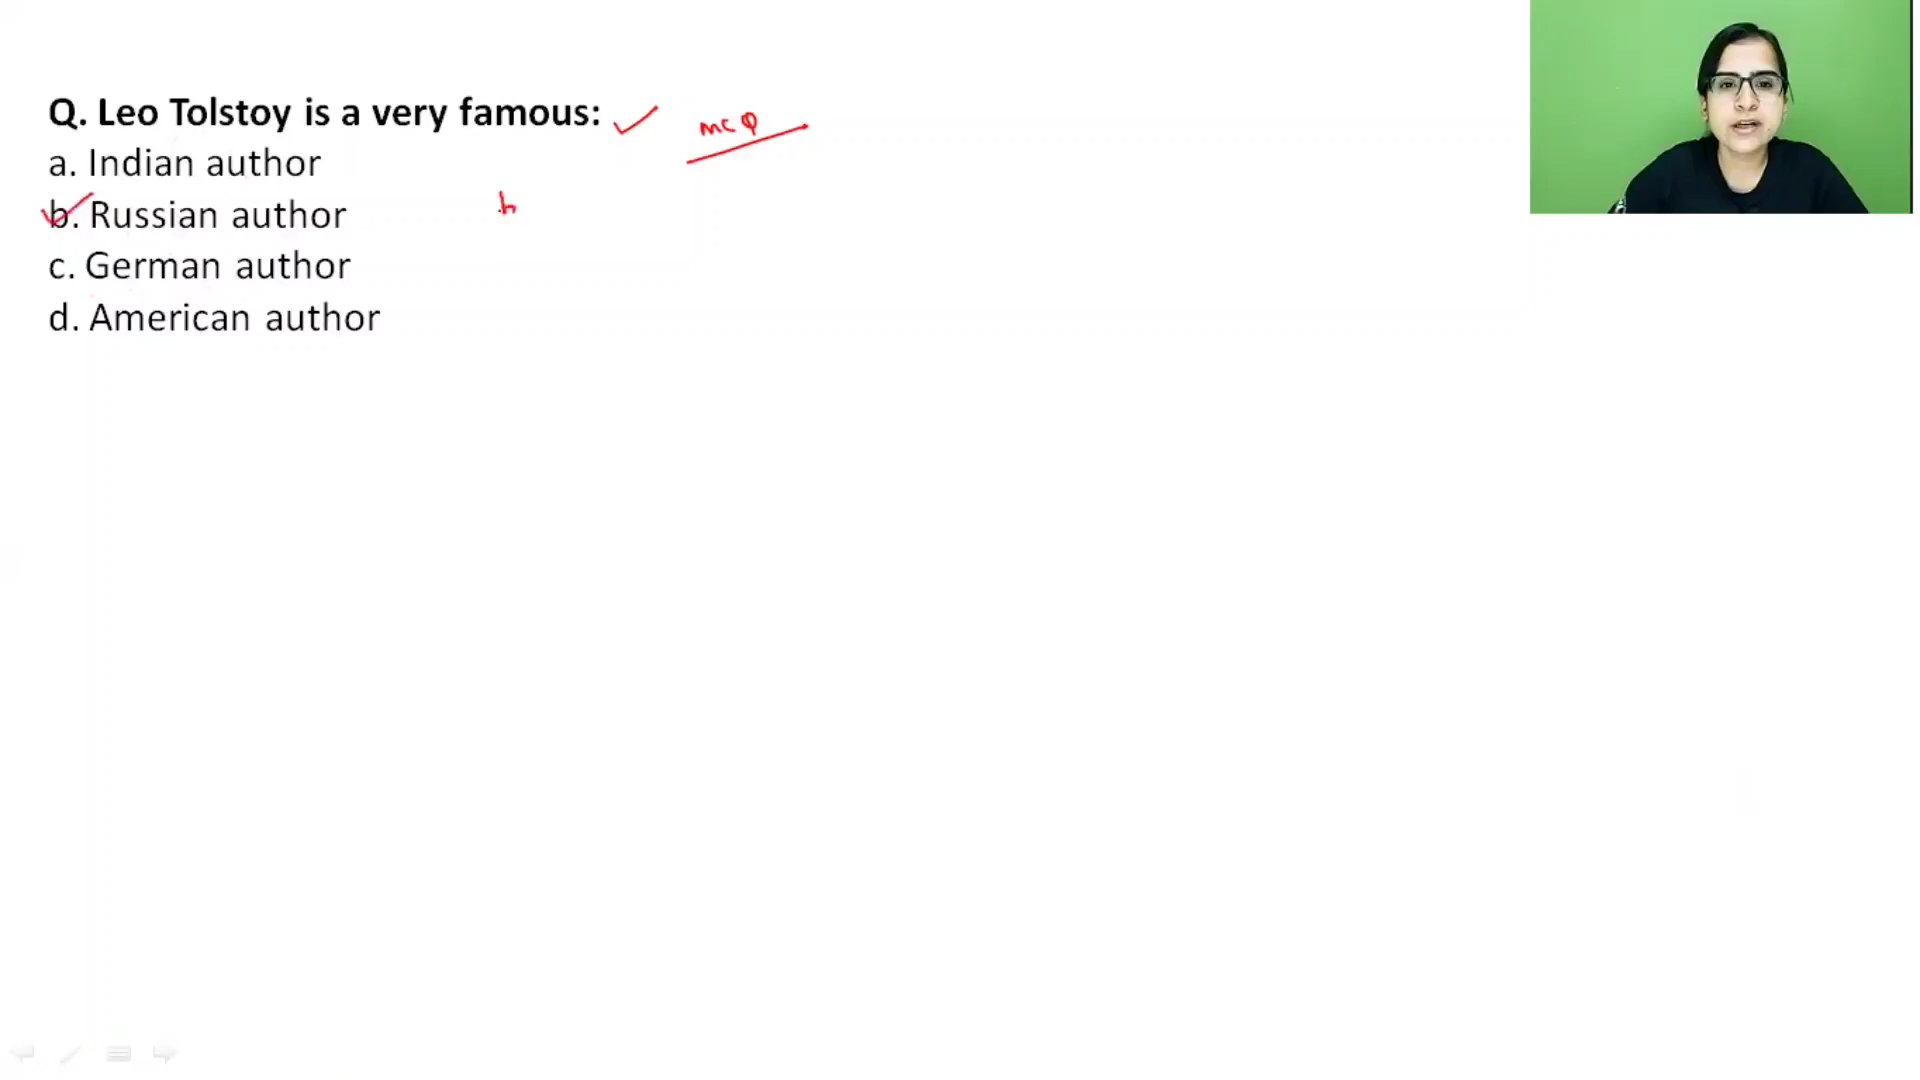 Q. Leo Tolstoy is a very famous:
MCQ
a. Indian author
b. Russian author
h
c. German author
d. American author